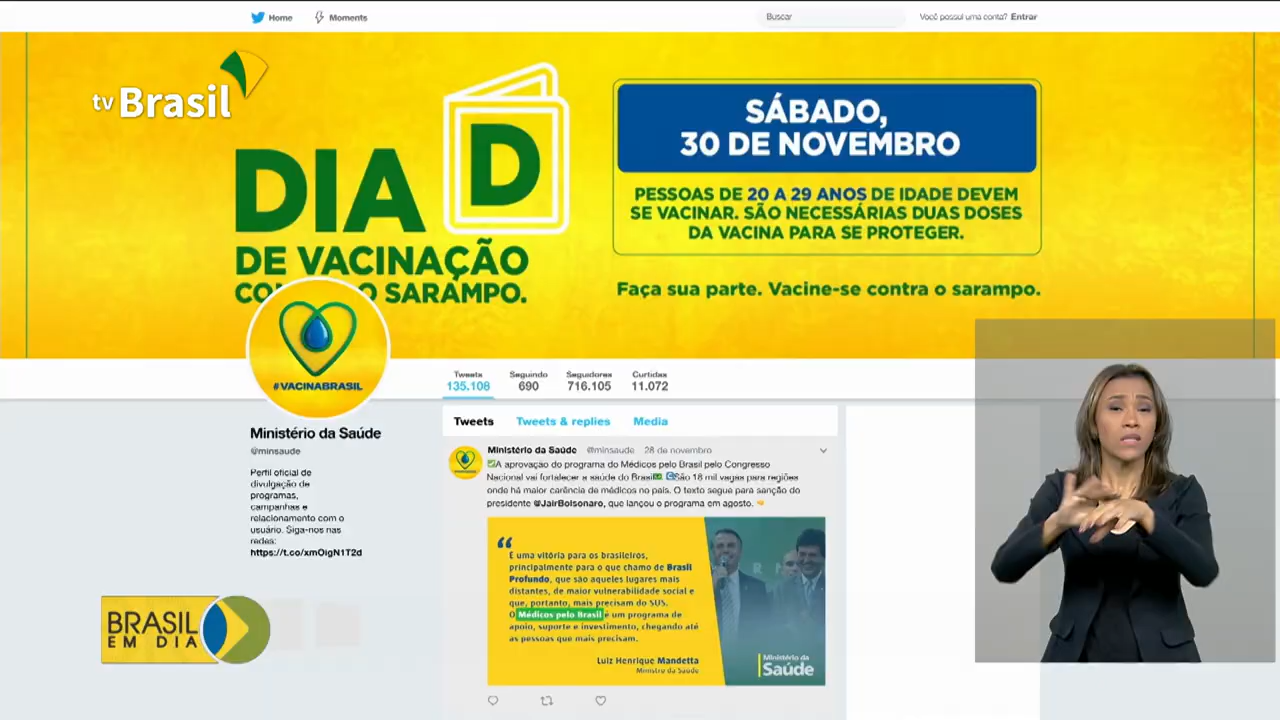 Home
Moments
Buscar
Você possui uma conta? Entrar
tv Brasil
DIA D
DE VACINAÇÃO
O SARAMPO.
SÁBADO,
30 DE NOVEMBRO
PESSOAS DE 20 A 29 ANOS DE IDADE DEVEM
SE VACINAR. SÃO NECESSÁRIAS DUAS DOSES
DA VACINA PARA SE PROTEGER.
Faça sua parte. Vacine-se contra o sarampo.
#VACINABRASIL
Tweets
135.108
Seguindo
690
Seguidores
716.105
Curtidas
11.072
Ministério da Saúde
@minsaude
Perfil oficial de
divulgação de
programas,
campanhas e
relacionamento com o
usuário. Siga-nos nas
redes:
https://t.co/xmOigN1T2d
Tweets
Tweets & replies
Media
Ministério da Saúde @minsaude 28 de novembro
A aprovação do programa do Médicos pelo Brasil pelo Congresso
Nacional vai fortalecer a saúde do Brasil. São 18 mil vagas para regiões
onde há maior carência de médicos no país. O texto segue para sanção do
presidente @JairBolsonaro, que lançou o programa em agosto.
“
É uma vitória para os brasileiros,
principalmente para o que chamo de Brasil
Profundo, que são aqueles lugares mais
distantes, de maior vulnerabilidade social e
que, portanto, mais precisam do SUS.
O Médicos pelo Brasil é um programa de
apoio, suporte e investimento, chegando até
as pessoas que mais precisam.
Luiz Henrique Mandetta
Ministro da Saúde
Ministério da
Saúde
BRASIL
EM DIA